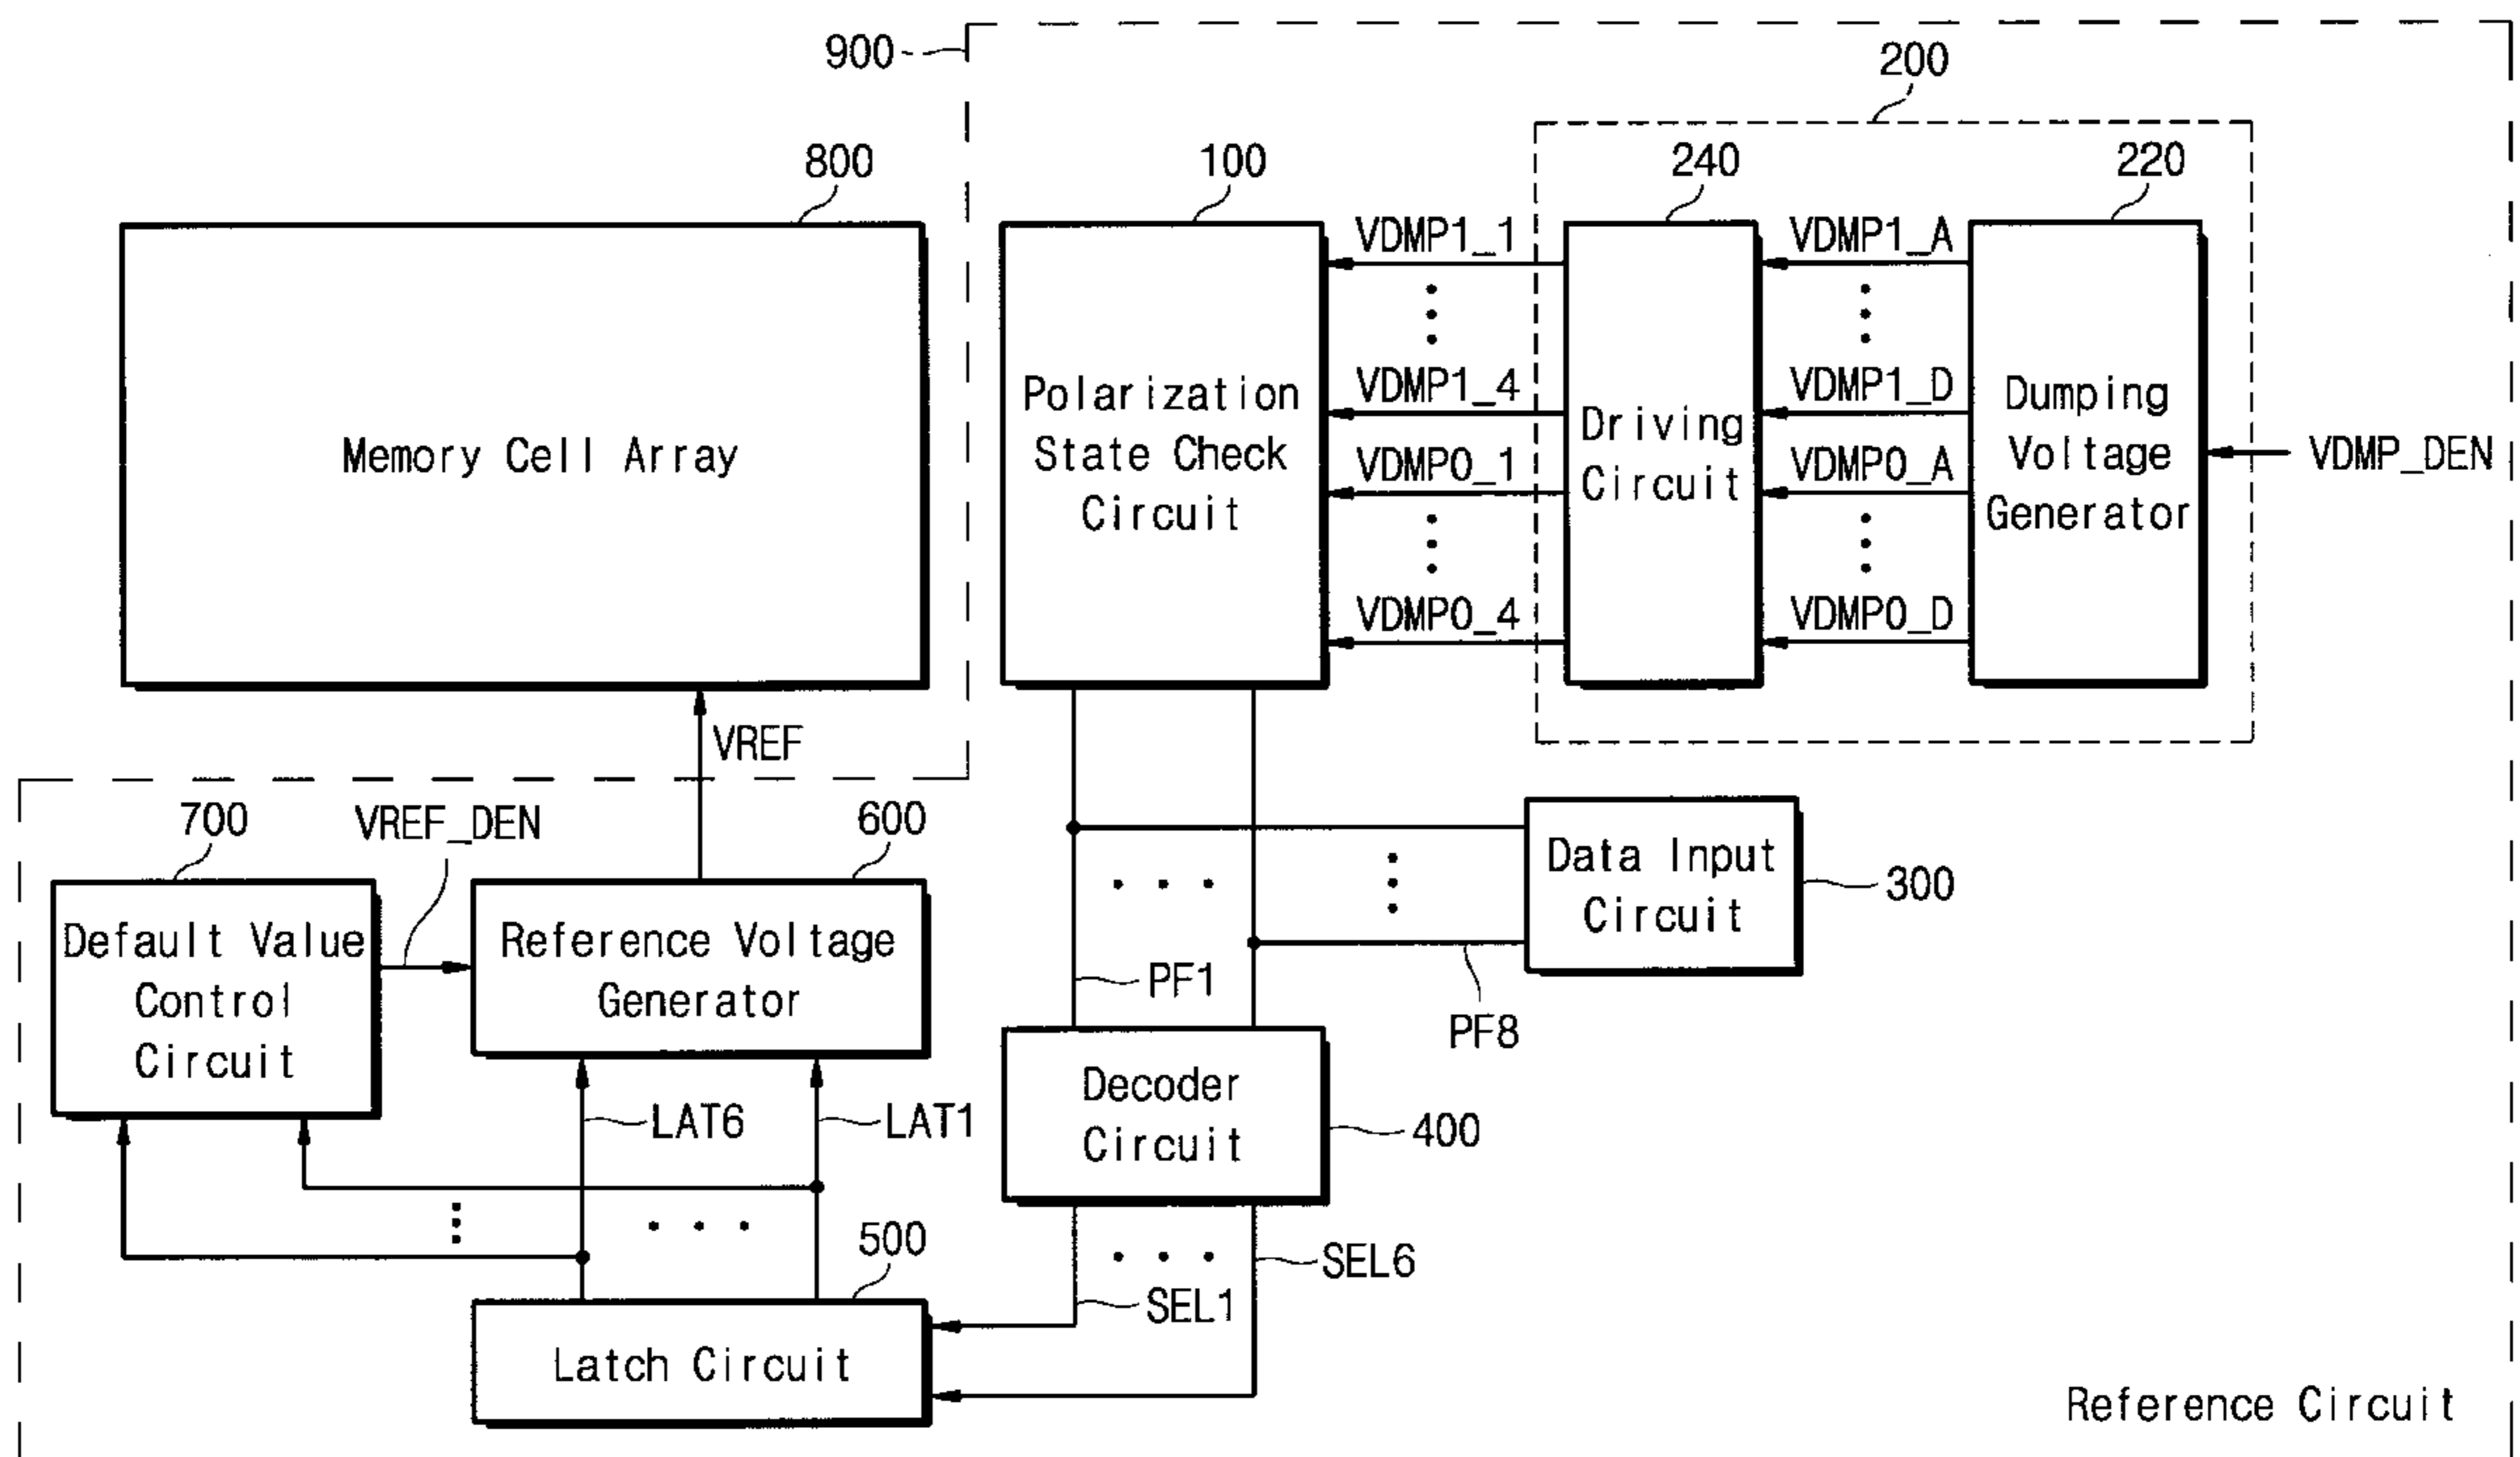 900
200
800
100
240
220
VDMP1_1
VDMP1_A
VDMP1_4
VDMP1_D
VDMP0_1
VDMP0_A
VDMP0_4
VDMP0_D
Memory Cell Array
Polarization
State Check
Circuit
Driving
Circuit
Dumping
Voltage
Generator
VDMP_DEN
VREF
700
VREF_DEN
600
Default Value
Control
Circuit
Reference Voltage
Generator
Data Input
Circuit
300
PF1
PF8
LAT6
LAT1
Decoder
Circuit
400
500
SEL1
SEL6
Latch Circuit
Reference Circuit